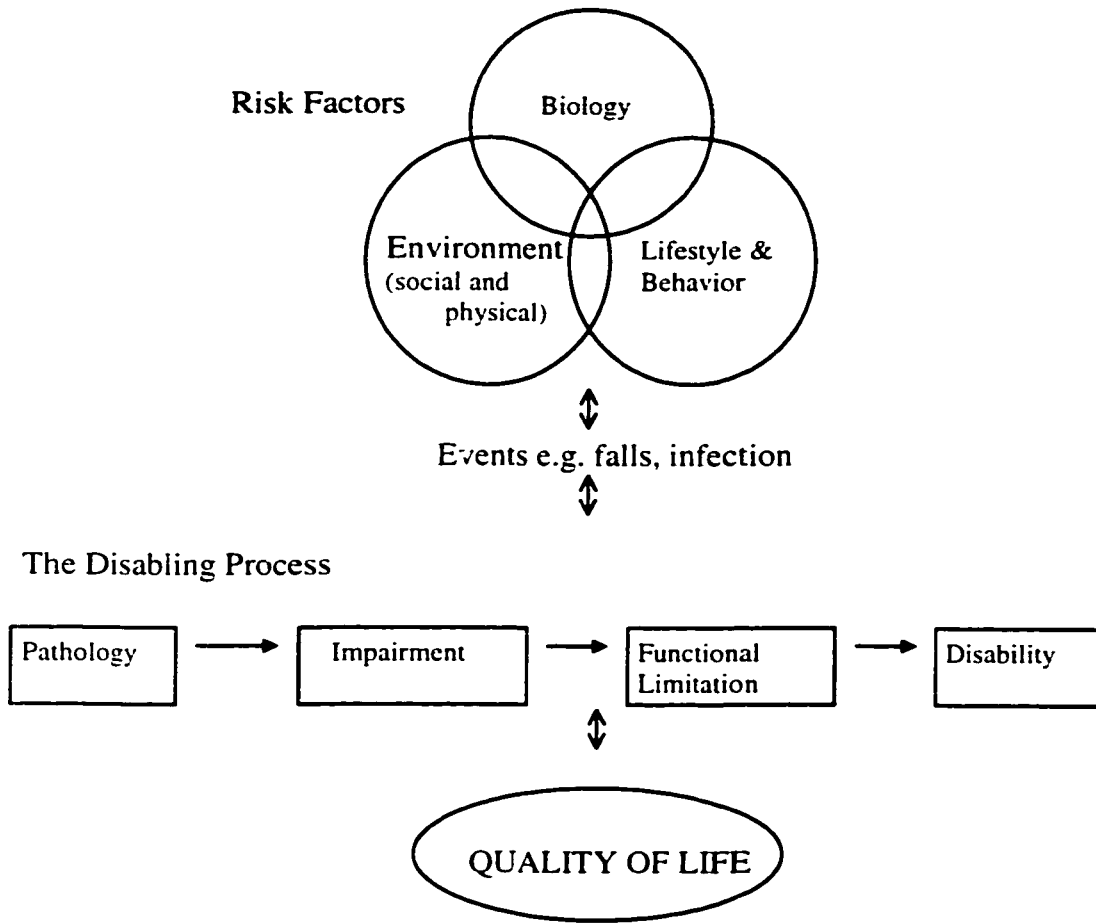 Risk Factors
Biology
Environment
(social and
physical)
Lifestyle &
Behavior
Events e.g. falls, infection
The Disabling Process
Pathology
Impairment
Functional
Limitation
Disability
QUALITY OF LIFE